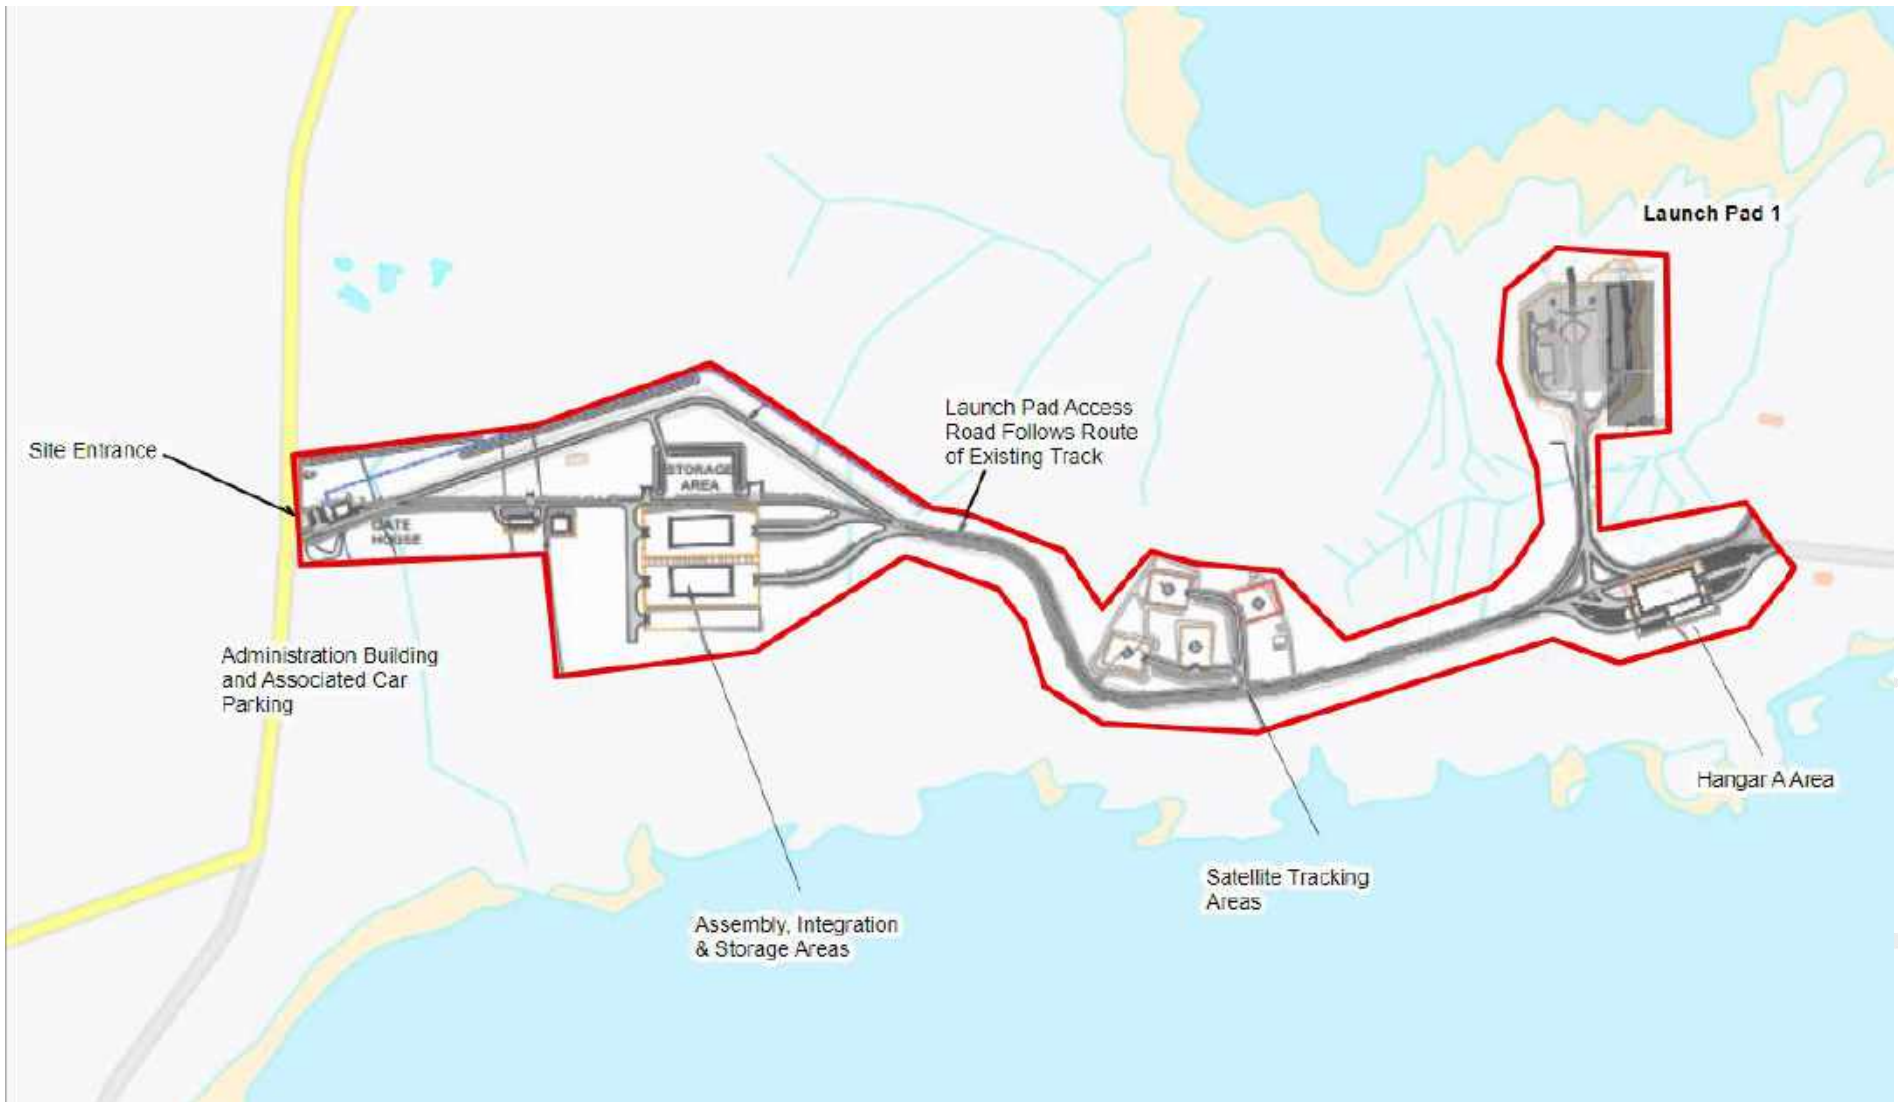 Launch Pad 1
Launch Pad Access
Road Follows Route
of Existing Track
Site Entrance
STORAGE
AREA
GATE
HOUSE
Administration Building
and Associated Car
Parking
Hangar A Area
Satellite Tracking
Areas
Assembly, Integration
& Storage Areas